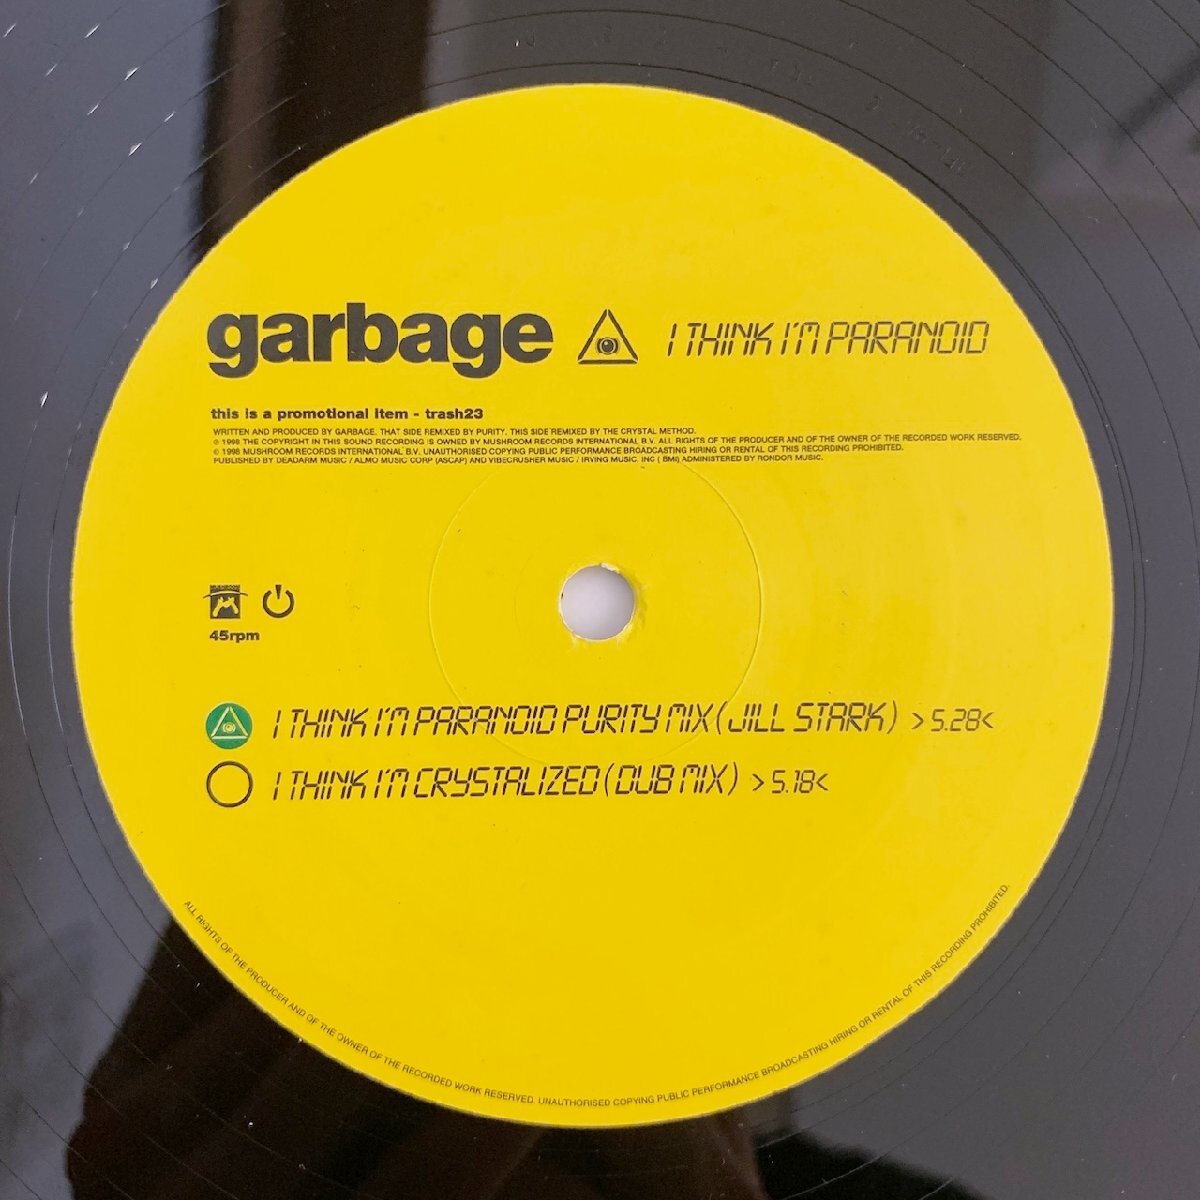 garbage I THINK I'M PARANOID
this is a promotional item - trash23
WRITTEN AND PRODUCED BY GARBAGE. THAT SIDE REMIXED BY PURITY. THIS SIDE REMIXED BY THE CRYSTAL METHOD.
℗ 1998 THE COPYRIGHT IN THIS SOUND RECORDING IS OWNED BY MUSHROOM RECORDS INTERNATIONAL B.V. ALL RIGHTS OF THE PRODUCER AND OF THE OWNER OF THE RECORDED WORK RESERVED.
© 1998 MUSHROOM RECORDS INTERNATIONAL B.V. UNAUTHORISED COPYING PUBLIC PERFORMANCE BROADCASTING HIRING OR RENTAL OF THIS RECORDING PROHIBITED.
PUBLISHED BY DEADARM MUSIC / ALMO MUSIC CORP (ASCAP) AND VIBECRUSHER MUSIC / IRVING MUSIC, INC ( BMI) ADMINISTERED BY RONDOR MUSIC.
MUSHROOM
45rpm
I THINK I'M PARANOID PURITY MIX (JILL STARK) >5.28<
I THINK I'M CRYSTALIZED (DUB MIX) >5.18<
ALL RIGHTS OF THE PRODUCER AND OF THE OWNER OF THE RECORDED WORK RESERVED. UNAUTHORISED COPYING PUBLIC PERFORMANCE BROADCASTING HIRING OR RENTAL OF THIS RECORDING PROHIBITED.